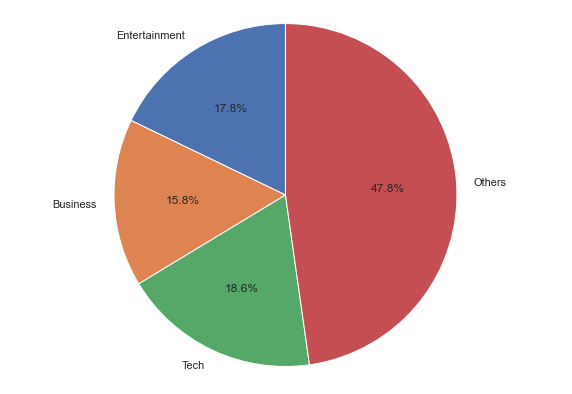 Entertainment
17.8%
Others
47.8%
Business
15.8%
18.6%
Tech